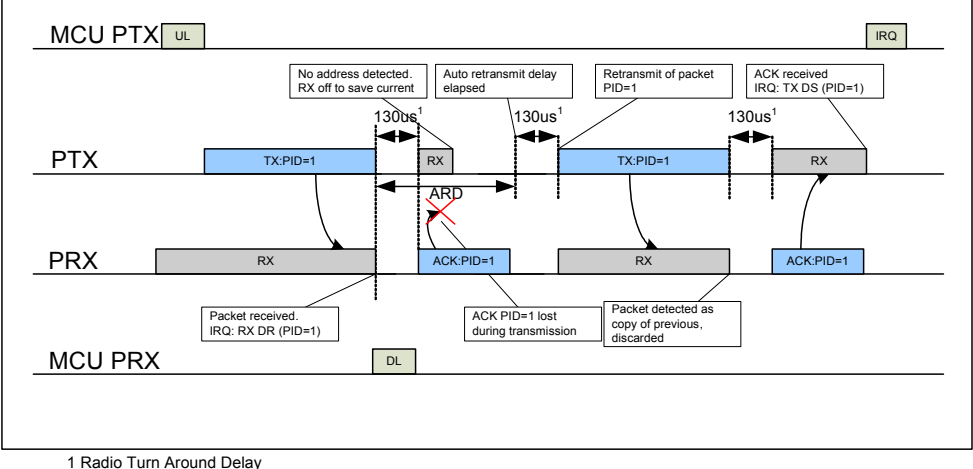 MCU PTX
UL
IRQ
No address detected.
RX off to save current
Auto retransmit delay
elapsed
Retransmit of packet
PID=1
ACK received
IRQ: TX DS (PID=1)
130us1
130us1
130us1
PTX
TX:PID=1
RX
TX:PID=1
RX
ARD
PRX
RX
ACK:PID=1
RX
ACK:PID=1
Packet received.
IRQ: RX DR (PID=1)
ACK PID=1 lost
during transmission
Packet detected as
copy of previous,
discarded
MCU PRX
DL
1 Radio Turn Around Delay